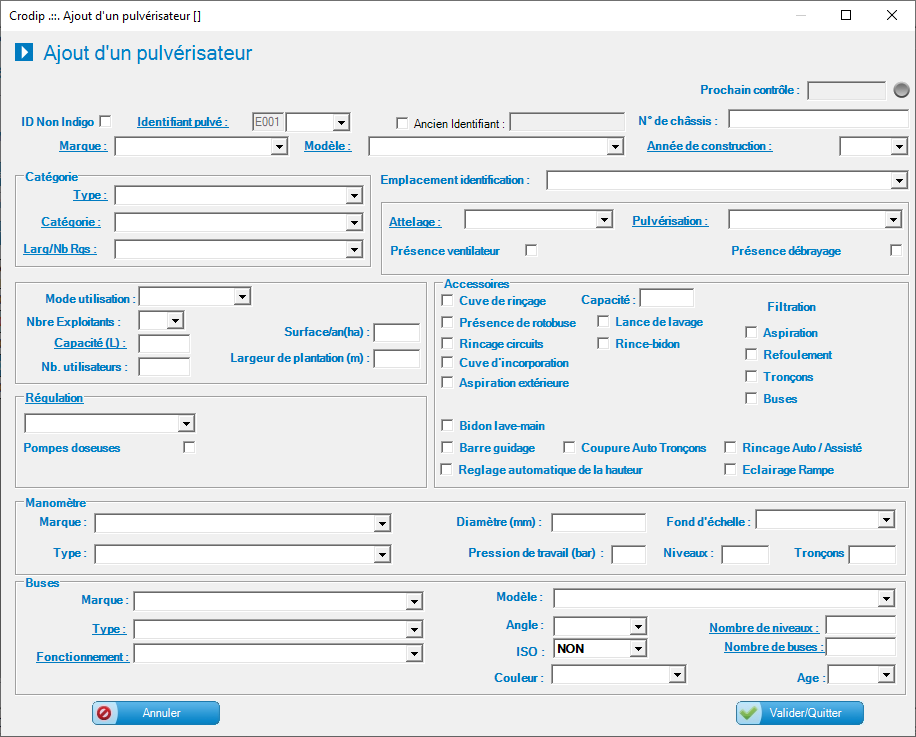 Crodip .::. Ajout d'un pulvérisateur []
Ajout d'un pulvérisateur
Prochain contrôle :
ID Non Indigo Identifiant pulvé : E001 Ancien Identifiant : N° de châssis :
Marque : Modèle : Année de construction :
Catégorie
Type :
Catégorie :
Larg/Nb Rgs :
Emplacement identification :
Attelage : Pulvérisation :
Présence ventilateur Présence débrayage
Mode utilisation :
Nbre Exploitants :
Capacité (L) :
Nb. utilisateurs :
Surface/an(ha) :
Largeur de plantation (m) :
Régulation
Pompes doseuses
Accessoires
Cuve de rinçage Capacité : Filtration
Présence de rotobuse Lance de lavage Aspiration
Rincage circuits Rince-bidon Refoulement
Cuve d'incorporation Tronçons
Aspiration extérieure Buses
Bidon lave-main
Barre guidage Coupure Auto Tronçons Rincage Auto / Assisté
Reglage automatique de la hauteur Eclairage Rampe
Manomètre
Marque : Diamètre (mm) : Fond d'échelle :
Type : Pression de travail (bar) : Niveaux : Tronçons
Buses
Marque : Modèle :
Type : Angle : Nombre de niveaux :
Fonctionnement : ISO : NON Nombre de buses :
Couleur : Age :
Annuler Valider/Quitter